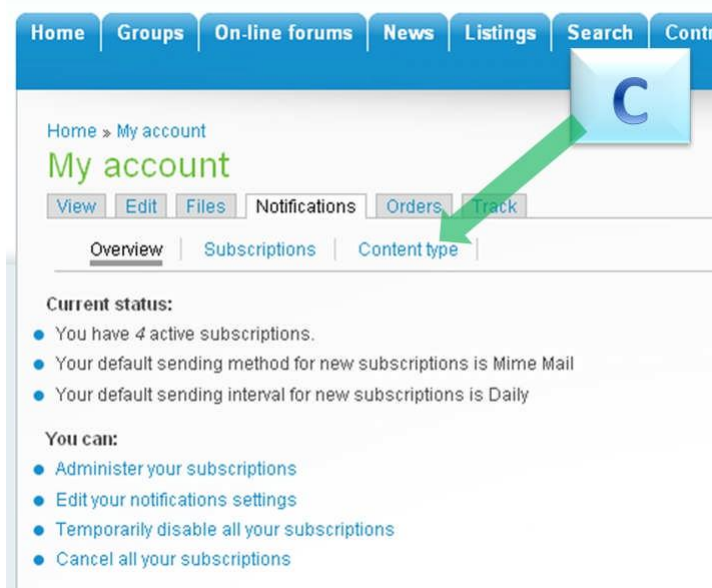 Home Groups On-line forums News Listings Search Contr
C
Home » My account
My account
View Edit Files Notifications Orders Track
Overview Subscriptions Content type
Current status:
You have 4 active subscriptions.
Your default sending method for new subscriptions is Mime Mail
Your default sending interval for new subscriptions is Daily
You can:
Administer your subscriptions
Edit your notifications settings
Temporarily disable all your subscriptions
Cancel all your subscriptions